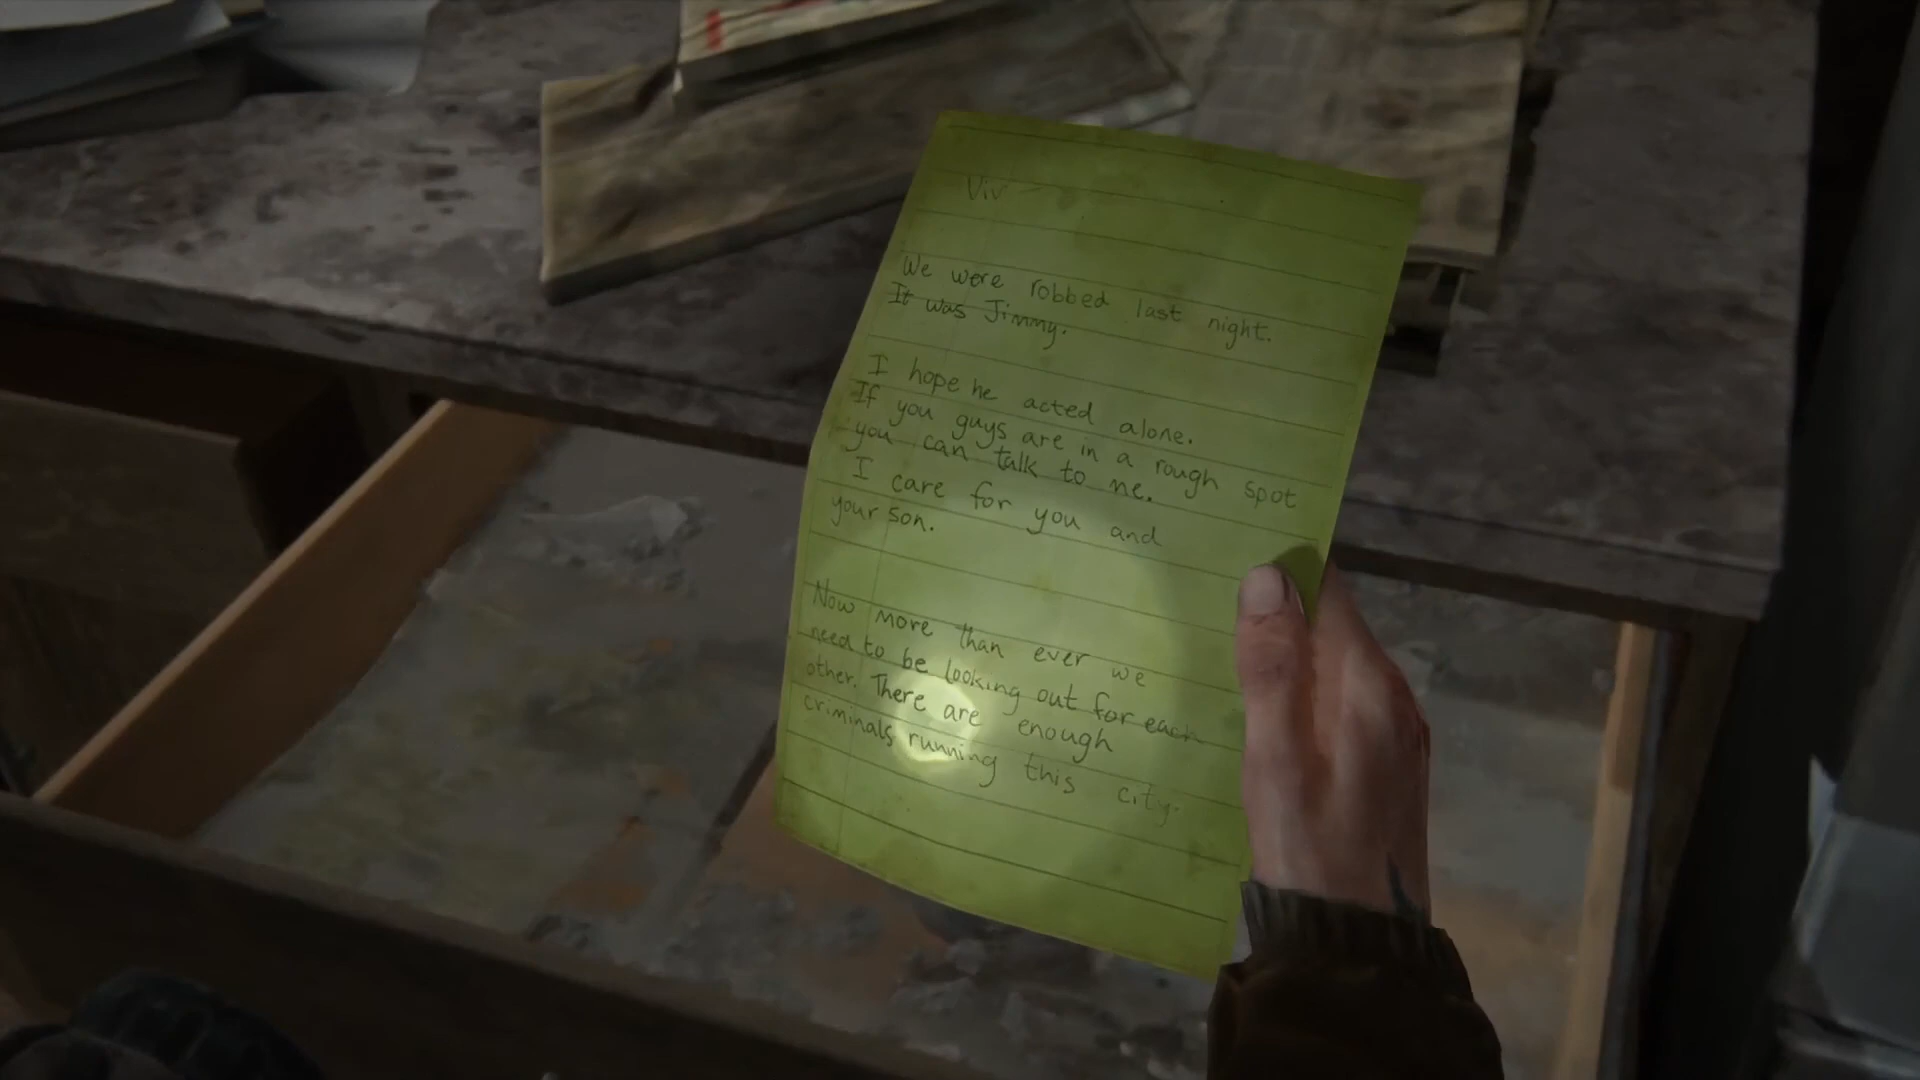 Viv -
We were robbed last night.
It was Jimmy.
I hope he acted alone.
If you guys are in a rough spot
you can talk to me.
I care for you and
your son.
Now more than ever we
need to be looking out for each
other. There are enough
criminals running this city.